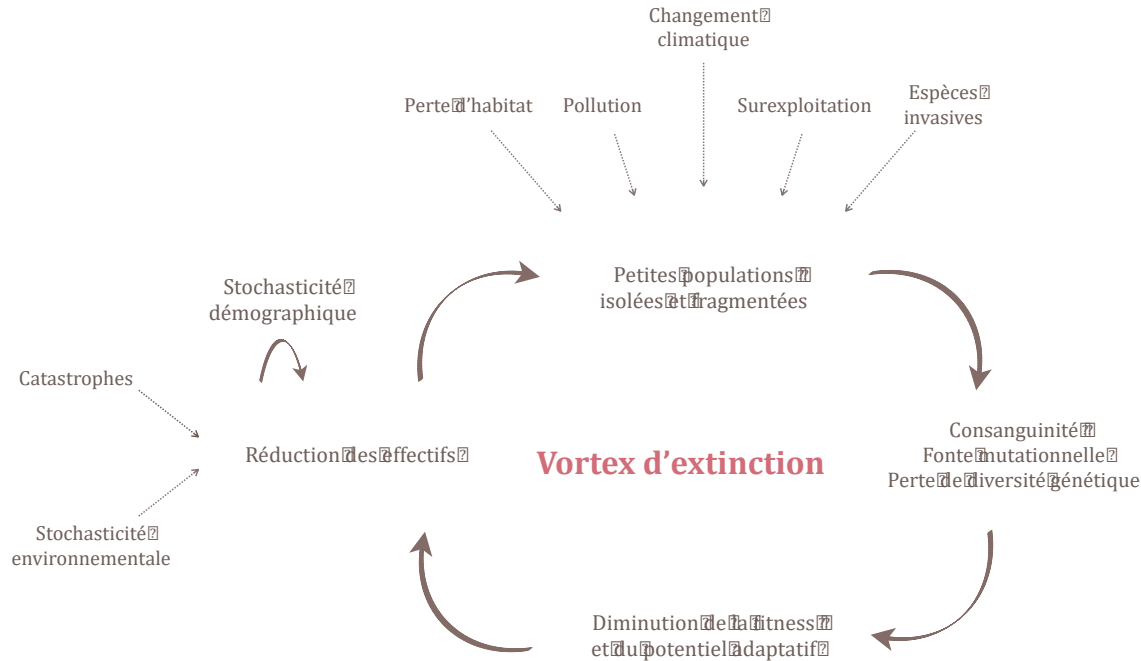 Changement
climatique
Perte d’habitat
Pollution
Surexploitation
Espèces
invasives
Petites populations
isolées et fragmentées
Stochasticité
démographique
Catastrophes
Réduction des effectifs
Vortex d’extinction
Consanguinité
Fonte mutationnelle
Perte de diversité génétique
Stochasticité
environnementale
Diminution de la fitness
et du potentiel adaptatif